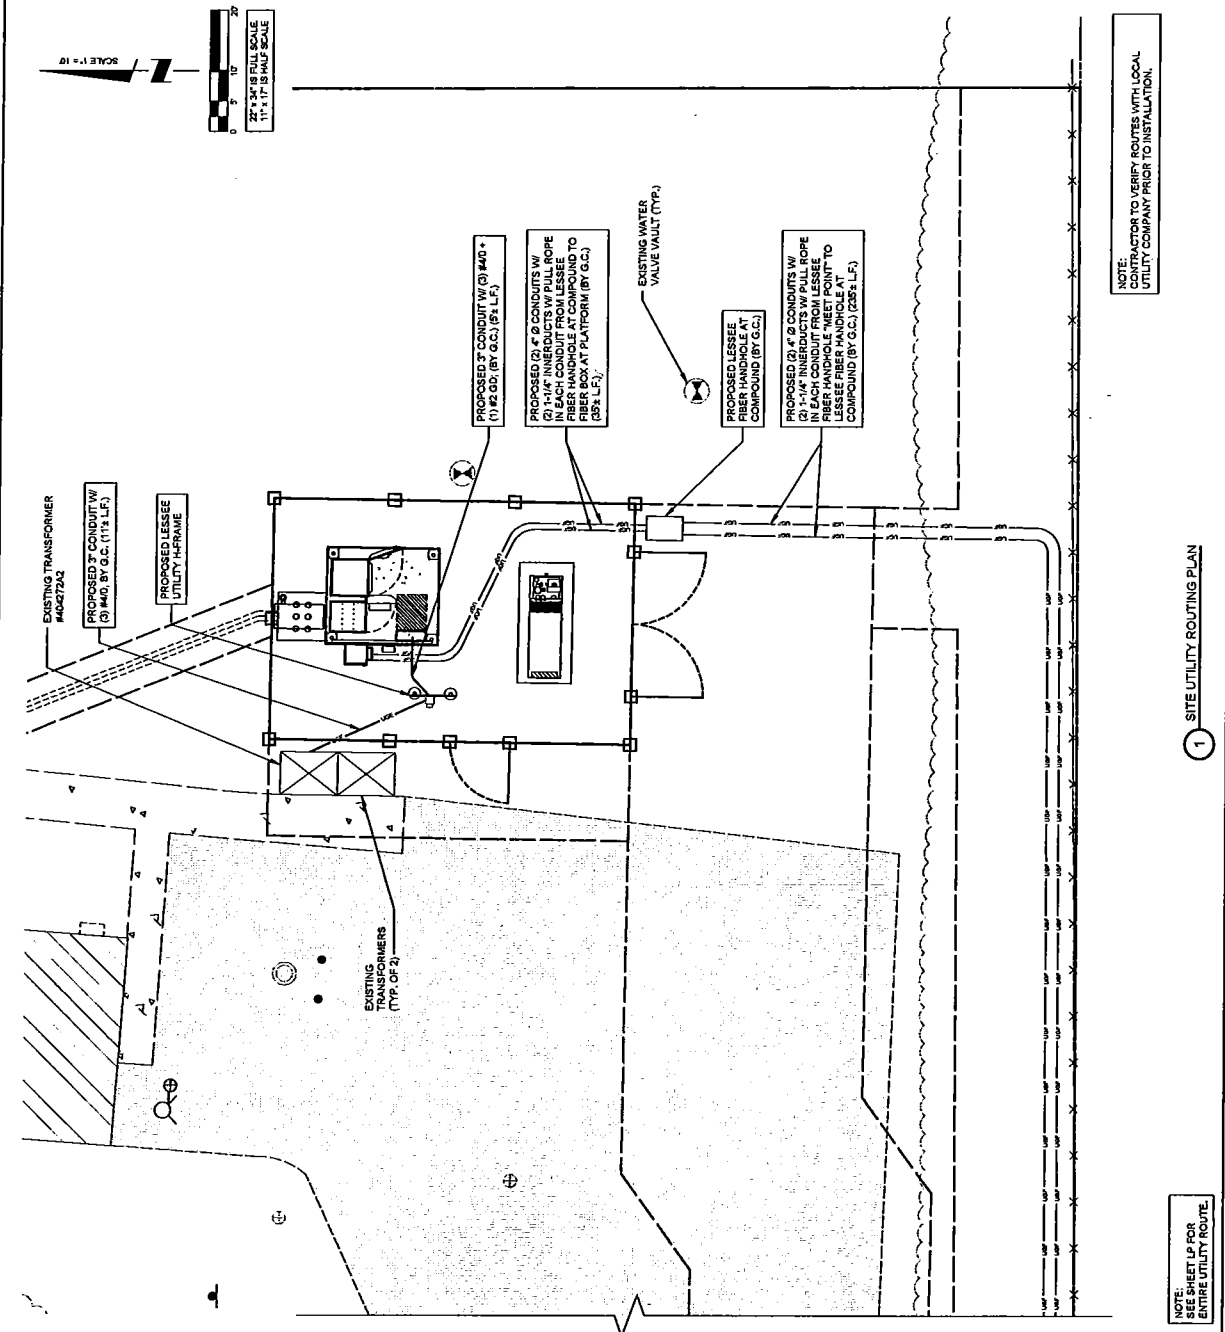 SCALE 1" = 10'
N
0 5' 10' 20'
22" x 34" IS FULL SCALE
11" x 17" IS HALF SCALE
EXISTING TRANSFORMER
#404272A2
PROPOSED 3" CONDUIT W/
(3) #4/0, BY G.C. (11'± L.F.)
PROPOSED LESSEE
UTILITY H-FRAME
PROPOSED 3" CONDUIT W/ (3) #4/0 +
(1) #2 GD; (BY G.C.) (5'± L.F.)
PROPOSED (2) 4" Ø CONDUITS W/
(2) 1-1/4" INNERDUCTS W/ PULL ROPE
IN EACH CONDUIT FROM LESSEE
FIBER HANDHOLE AT COMPOUND TO
FIBER BOX AT PLATFORM (BY G.C.)
(35'± L.F.)
EXISTING WATER
VALVE VAULT (TYP.)
PROPOSED LESSEE
FIBER HANDHOLE AT
COMPOUND (BY G.C.)
PROPOSED (2) 4" Ø CONDUITS W/
(2) 1-1/4" INNERDUCTS W/ PULL ROPE
IN EACH CONDUIT FROM LESSEE
FIBER HANDHOLE "MEET POINT" TO
LESSEE FIBER HANDHOLE AT
COMPOUND (BY G.C.) (235'± L.F.)
NOTE:
CONTRACTOR TO VERIFY ROUTES WITH LOCAL
UTILITY COMPANY PRIOR TO INSTALLATION.
EXISTING
TRANSFORMERS
(TYP. OF 2)
1 SITE UTILITY ROUTING PLAN
NOTE:
SEE SHEET LP FOR
ENTIRE UTILITY ROUTE.